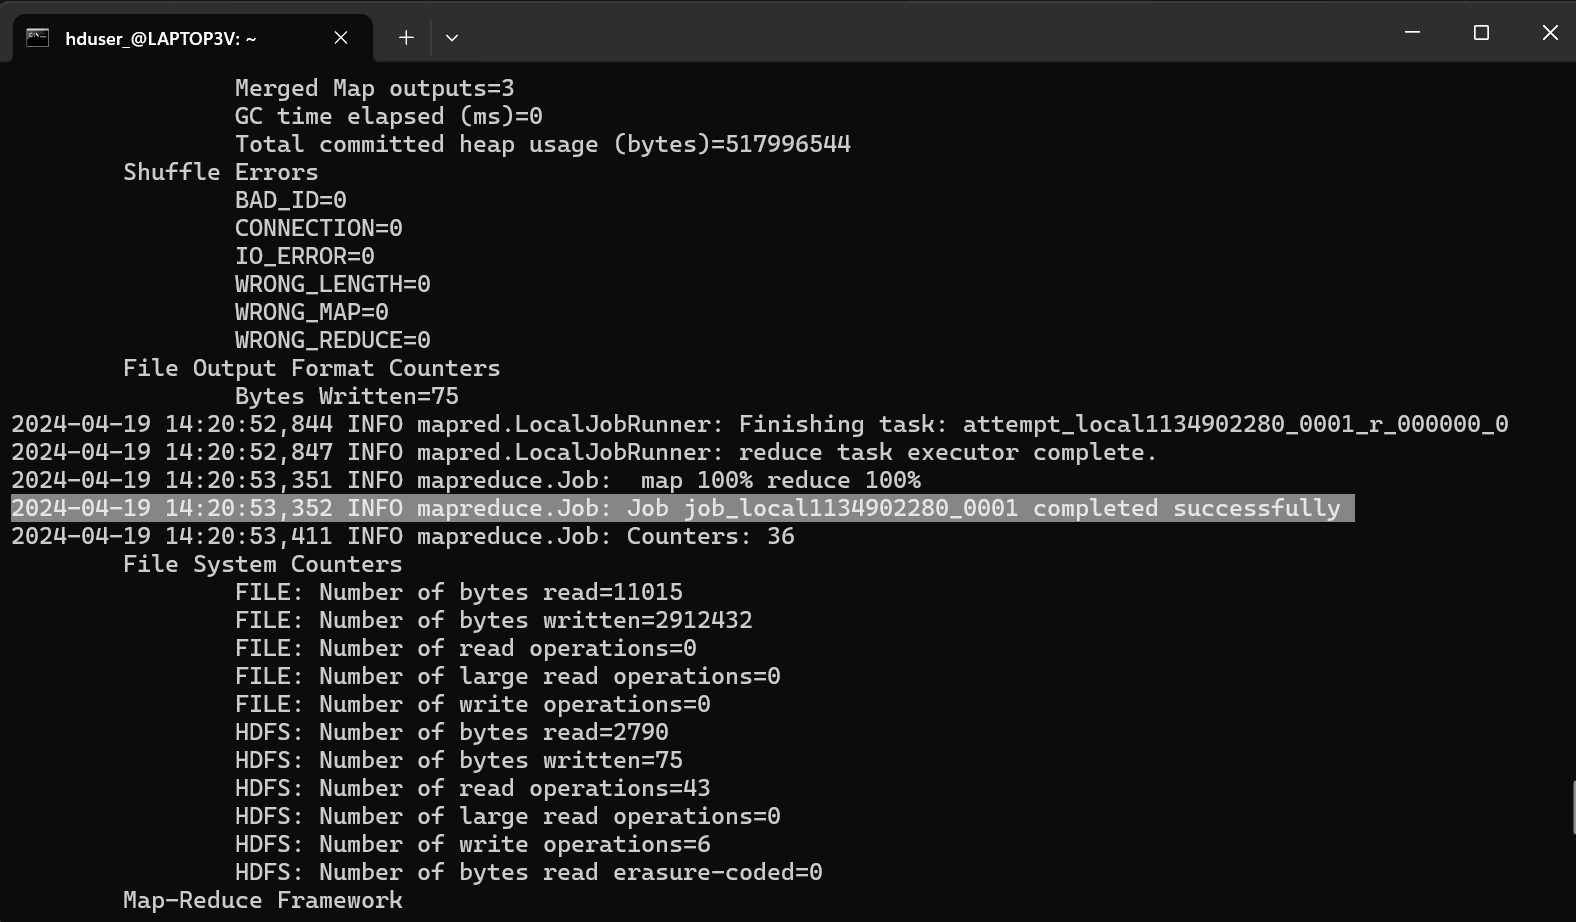 hduser_@LAPTOP3V: ~
Merged Map outputs=3
GC time elapsed (ms)=0
Total committed heap usage (bytes)=517996544
Shuffle Errors
BAD_ID=0
CONNECTION=0
IO_ERROR=0
WRONG_LENGTH=0
WRONG_MAP=0
WRONG_REDUCE=0
File Output Format Counters
Bytes Written=75
2024-04-19 14:20:52,844 INFO mapred.LocalJobRunner: Finishing task: attempt_local1134902280_0001_r_000000_0
2024-04-19 14:20:52,847 INFO mapred.LocalJobRunner: reduce task executor complete.
2024-04-19 14:20:53,351 INFO mapreduce.Job:  map 100% reduce 100%
2024-04-19 14:20:53,352 INFO mapreduce.Job: Job job_local1134902280_0001 completed successfully
2024-04-19 14:20:53,411 INFO mapreduce.Job: Counters: 36
File System Counters
FILE: Number of bytes read=11015
FILE: Number of bytes written=2912432
FILE: Number of read operations=0
FILE: Number of large read operations=0
FILE: Number of write operations=0
HDFS: Number of bytes read=2790
HDFS: Number of bytes written=75
HDFS: Number of read operations=43
HDFS: Number of large read operations=0
HDFS: Number of write operations=6
HDFS: Number of bytes read erasure-coded=0
Map-Reduce Framework